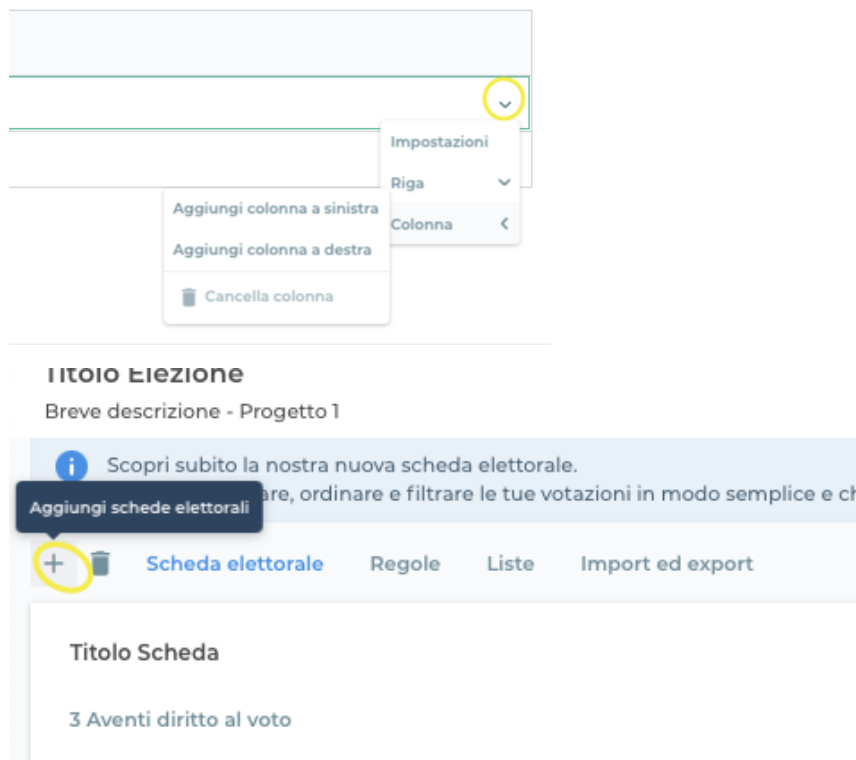 Impostazioni
Riga
Aggiungi colonna a sinistra
Colonna
Aggiungi colonna a destra
Cancella colonna
Titolo Elezione
Breve descrizione - Progetto 1
Scopri subito la nostra nuova scheda elettorale.
Aggiungi schede elettorali
are, ordinare e filtrare le tue votazioni in modo semplice e ch
Scheda elettorale Regole Liste Import ed export
Titolo Scheda
3 Aventi diritto al voto